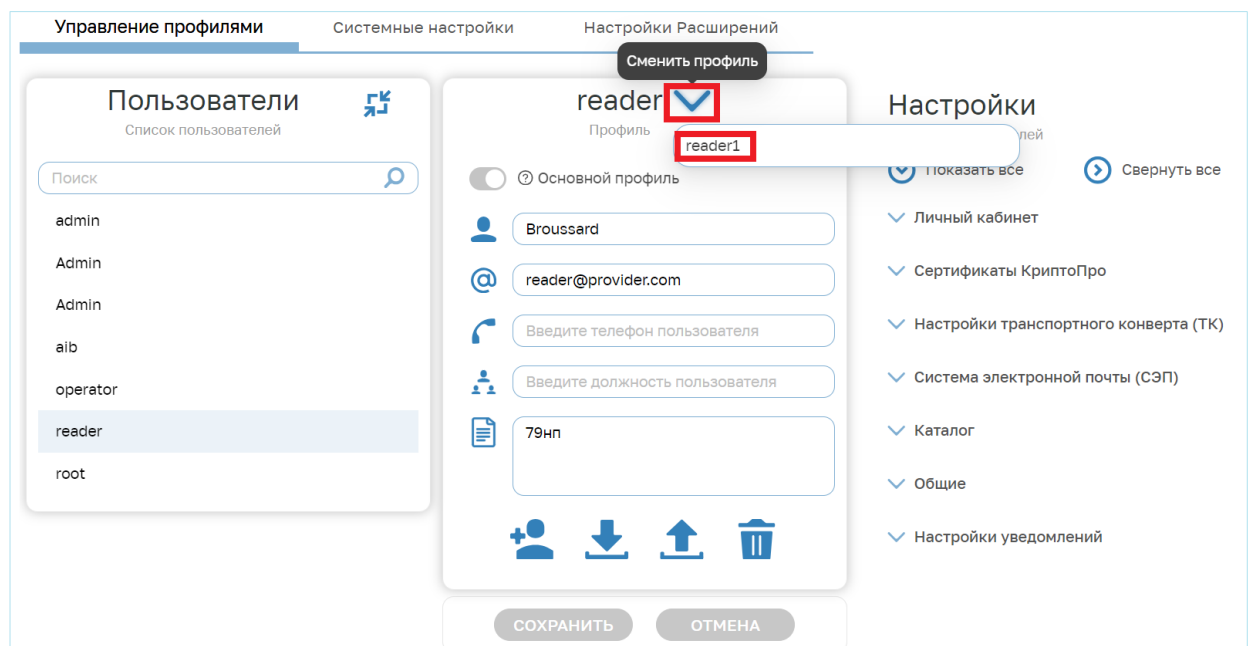 Управление профилями
Системные настройки
Настройки Расширений
Сменить профиль
Пользователи
Список пользователей
Поиск
admin
Admin
Admin
aib
operator
reader
root
reader
Профиль
reader1
Основной профиль
Broussard
reader@provider.com
Введите телефон пользователя
Введите должность пользователя
79нп
СОХРАНИТЬ
ОТМЕНА
Настройки
Показать все
Свернуть все
Личный кабинет
Сертификаты КриптоПро
Настройки транспортного конверта (ТК)
Система электронной почты (СЭП)
Каталог
Общие
Настройки уведомлений